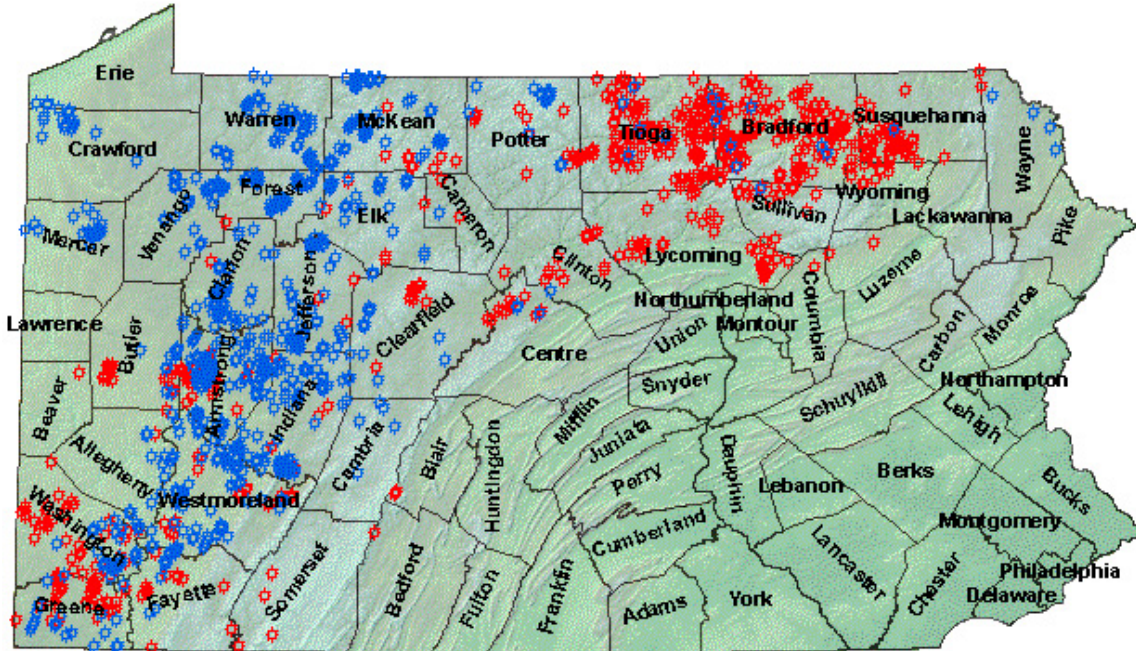 Erie
Crawford
Warren
McKean
Potter
Tioga
Bradford
Susquehanna
Wayne
Forest
Elk
Cameron
Sullivan
Wyoming
Lackawanna
Pike
Mercer
Venango
Clarion
Jefferson
Clinton
Lycoming
Luzerne
Columbia
Lawrence
Butler
Clearfield
Northumberland
Montour
Union
Centre
Carbon
Monroe
Beaver
Armstrong
Indiana
Snyder
Mifflin
Schuylkill
Northampton
Lehigh
Allegheny
Cambria
Blair
Huntingdon
Juniata
Perry
Dauphin
Lebanon
Berks
Bucks
Westmoreland
Washington
Cumberland
Lancaster
Montgomery
Philadelphia
Delaware
Chester
Greene
Fayette
Somerset
Bedford
Fulton
Franklin
Adams
York